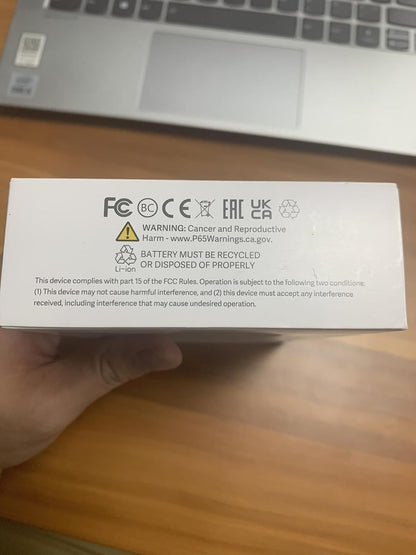 FC BC CE EAC UK CA
WARNING: Cancer and Reproductive
Harm - www.P65Warnings.ca.gov.
BATTERY MUST BE RECYCLED
OR DISPOSED OF PROPERLY
Li-ion
This device complies with part 15 of the FCC Rules. Operation is subject to the following two conditions:
(1) This device may not cause harmful interference, and (2) this device must accept any interference
received, including interference that may cause undesired operation.